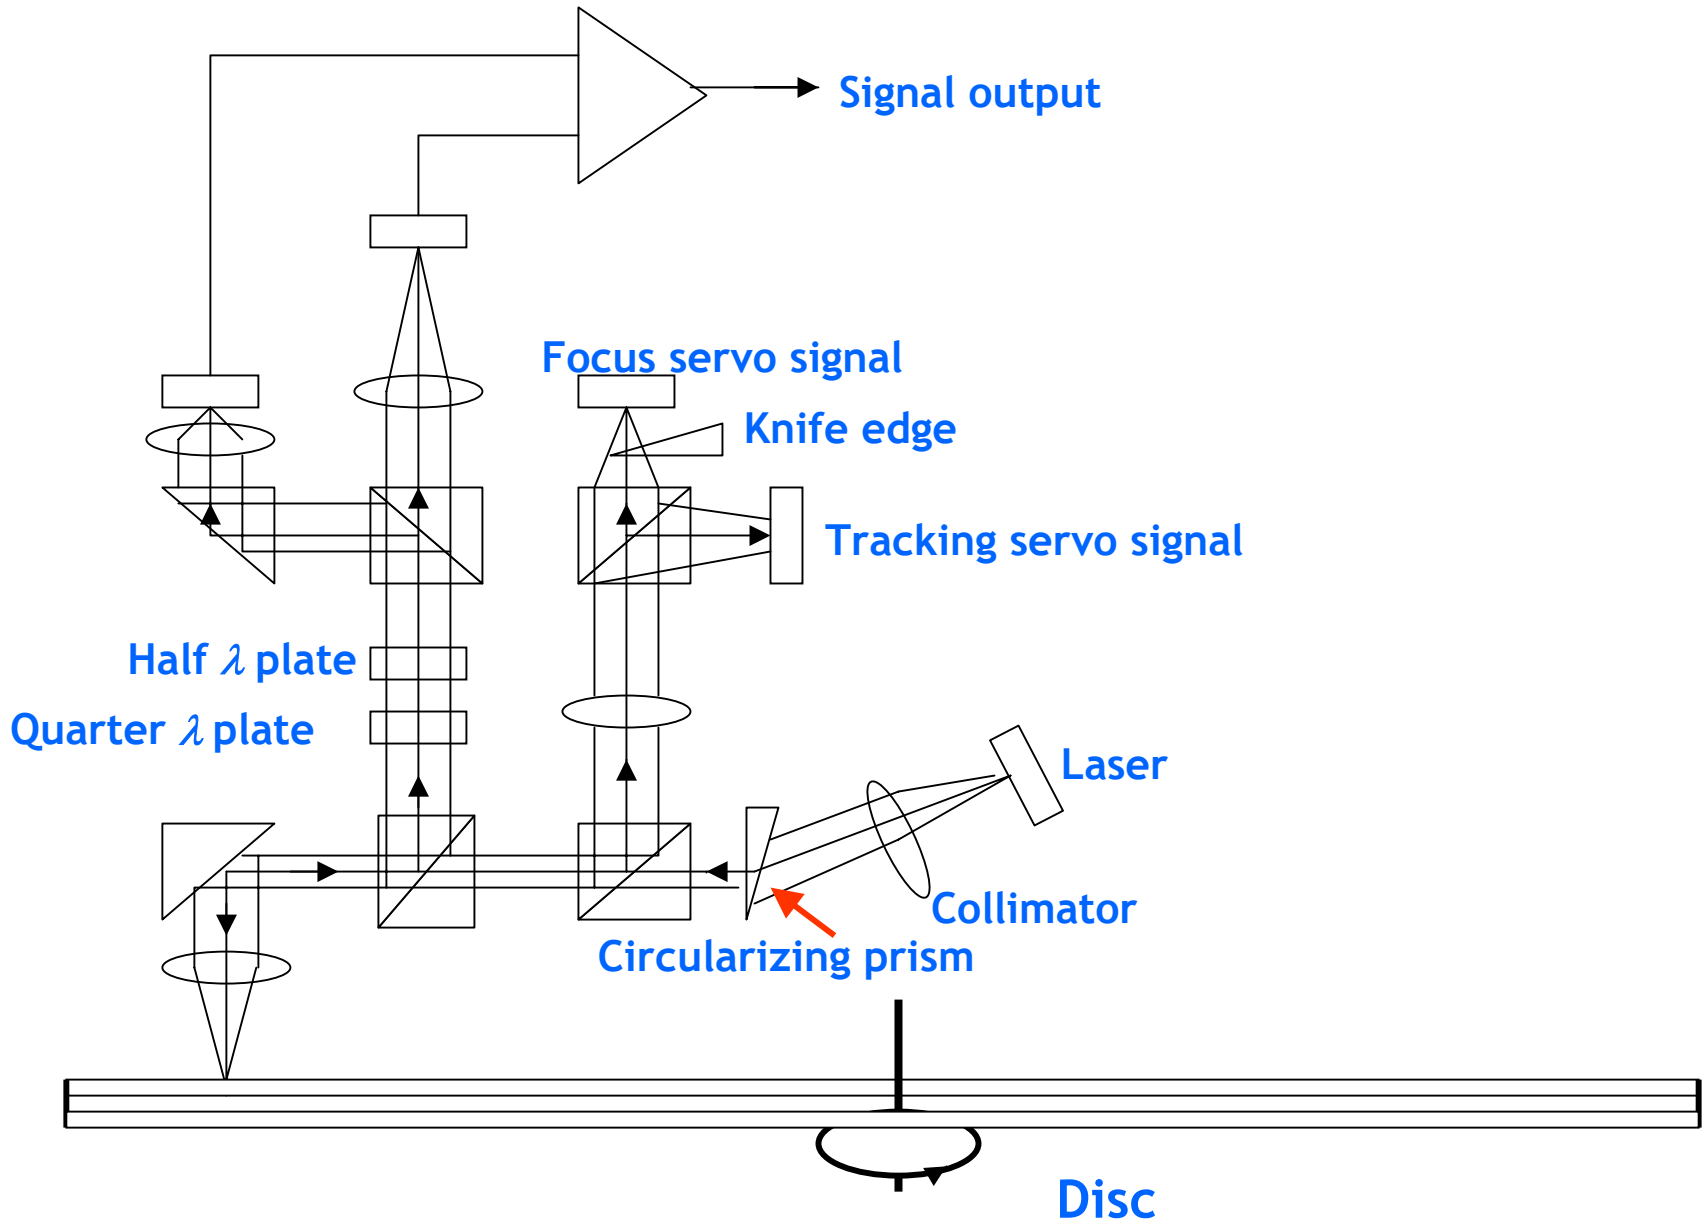 Signal output
Focus servo signal
Knife edge
Tracking servo signal
Half λ plate
Quarter λ plate
Laser
Collimator
Circularizing prism
Disc